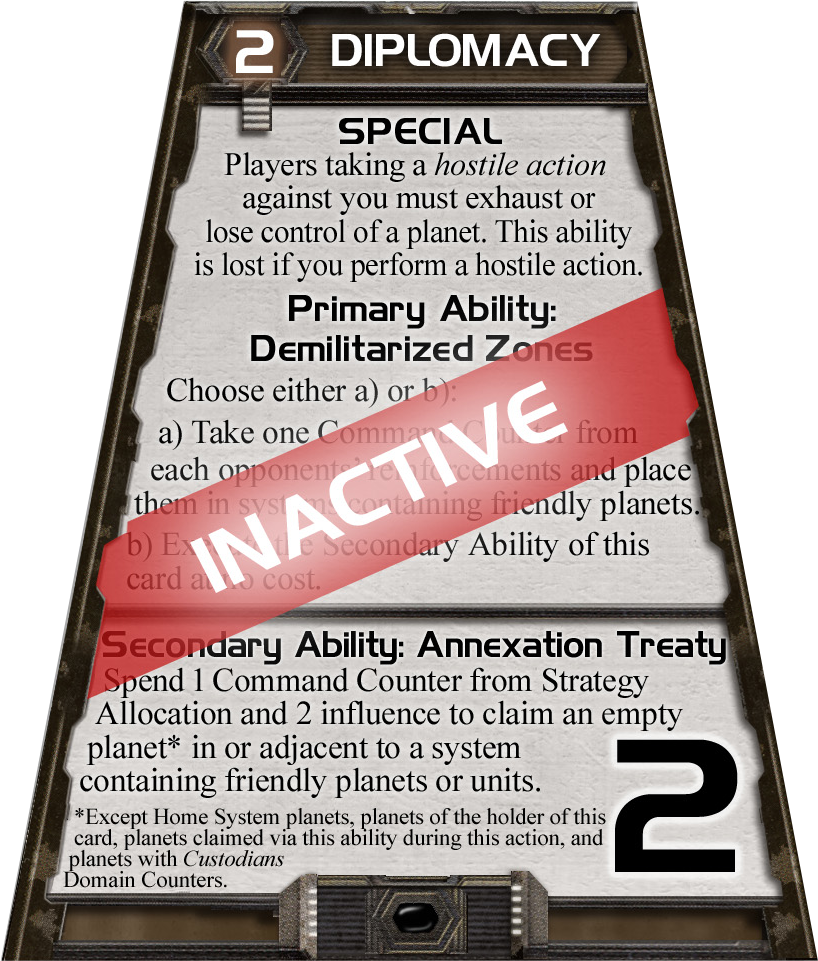 2 DIPLOMACY
SPECIAL
Players taking a hostile action
against you must exhaust or
lose control of a planet. This ability
is lost if you perform a hostile action.
Primary Ability:
Demilitarized Zones
Choose either a) or b):
a) Take one Command Counter from
each opponents' reinforcements and place
them in systems containing friendly planets.
b) Execute the Secondary Ability of this
card at no cost.
INACTIVE
Secondary Ability: Annexation Treaty
Spend 1 Command Counter from Strategy
Allocation and 2 influence to claim an empty
planet* in or adjacent to a system
containing friendly planets or units.
*Except Home System planets, planets of the holder of this
card, planets claimed via this ability during this action, and
planets with Custodians
Domain Counters.
2